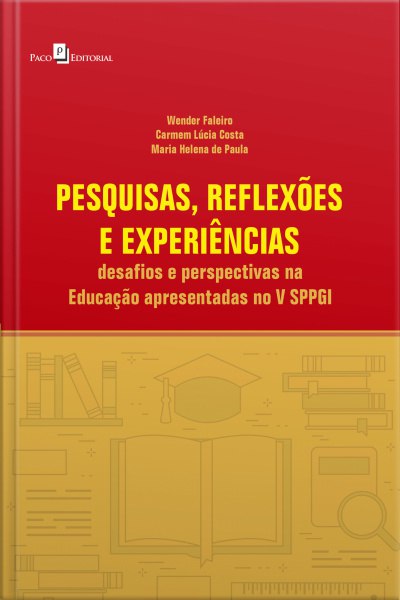 PACO EDITORIAL
Wender Faleiro
Carmem Lúcia Costa
Maria Helena de Paula
PESQUISAS, REFLEXÕES
E EXPERIÊNCIAS
desafios e perspectivas na
Educação apresentadas no V SPPGI